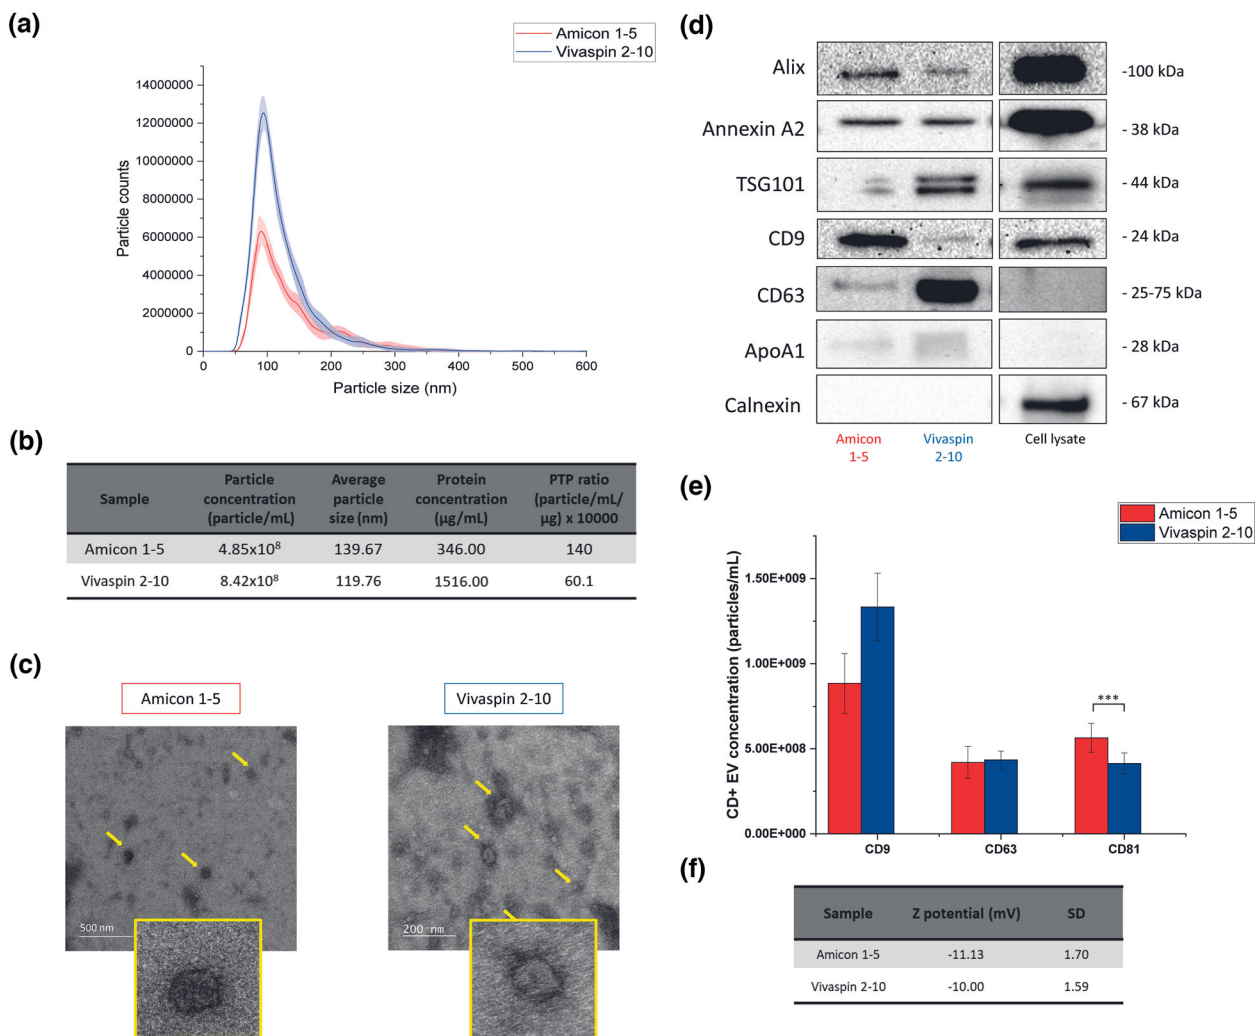 (a)
Amicon 1-5
Vivaspin 2-10
14000000
12000000
10000000
8000000
6000000
4000000
2000000
0
Particle counts
0 100 200 300 400 500 600
Particle size (nm)
(b)
Sample
Particle concentration (particle/mL)
Average particle size (nm)
Protein concentration (µg/mL)
PTP ratio (particle/mL/µg) x 10000
Amicon 1-5 4.85x10⁸ 139.67 346.00 140
Vivaspin 2-10 8.42x10⁸ 119.76 1516.00 60.1
(c)
Amicon 1-5
Vivaspin 2-10
500 nm
200 nm
(d)
Alix -100 kDa
Annexin A2 - 38 kDa
TSG101 - 44 kDa
CD9 - 24 kDa
CD63 - 25-75 kDa
ApoA1 - 28 kDa
Calnexin - 67 kDa
Amicon 1-5
Vivaspin 2-10
Cell lysate
(e)
Amicon 1-5
Vivaspin 2-10
CD+ EV concentration (particles/mL)
1.50E+009
1.00E+009
5.00E+008
0.00E+000
***
CD9 CD63 CD81
(f)
Sample Z potential (mV) SD
Amicon 1-5 -11.13 1.70
Vivaspin 2-10 -10.00 1.59